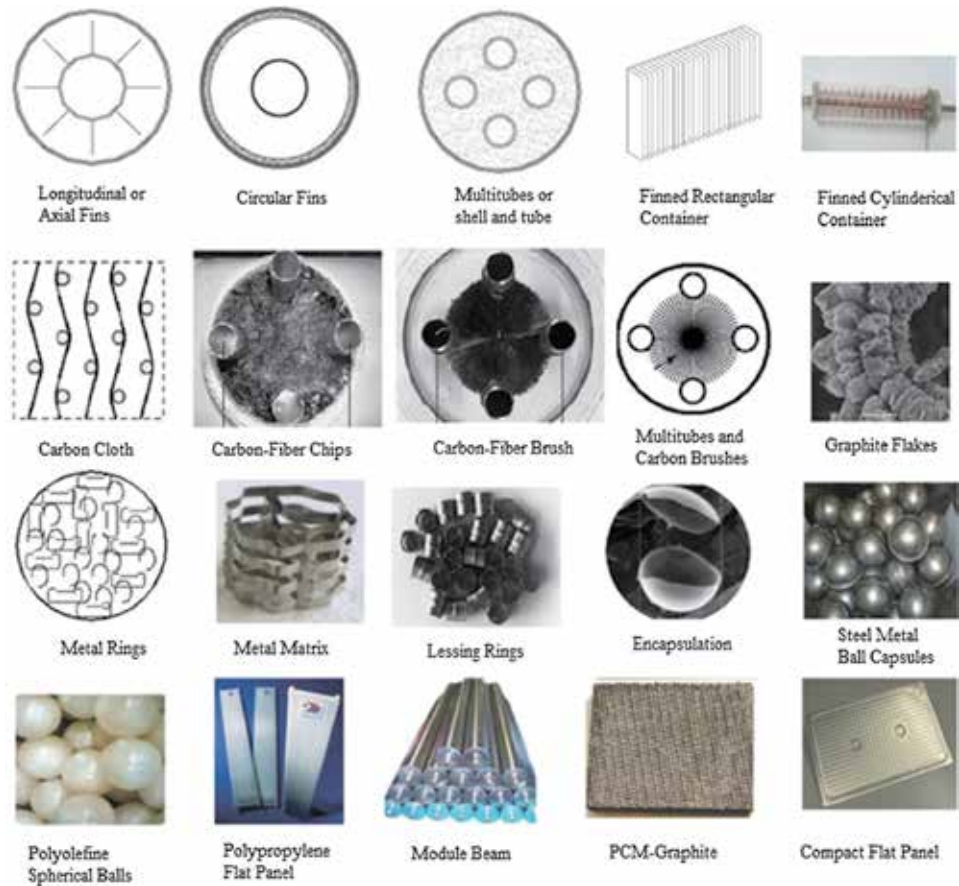 Longitudinal or
Axial Fins
Circular Fins
Multitubes or
shell and tube
Finned Rectangular
Container
Finned Cylinderical
Container
Carbon Cloth
Carbon-Fiber Chips
Carbon-Fiber Brush
Multitubes and
Carbon Brushes
Graphite Flakes
Metal Rings
Metal Matrix
Lessing Rings
Encapsulation
Steel Metal
Ball Capsules
Polyolefine
Spherical Balls
Polypropylene
Flat Panel
Module Beam
PCM-Graphite
Compact Flat Panel